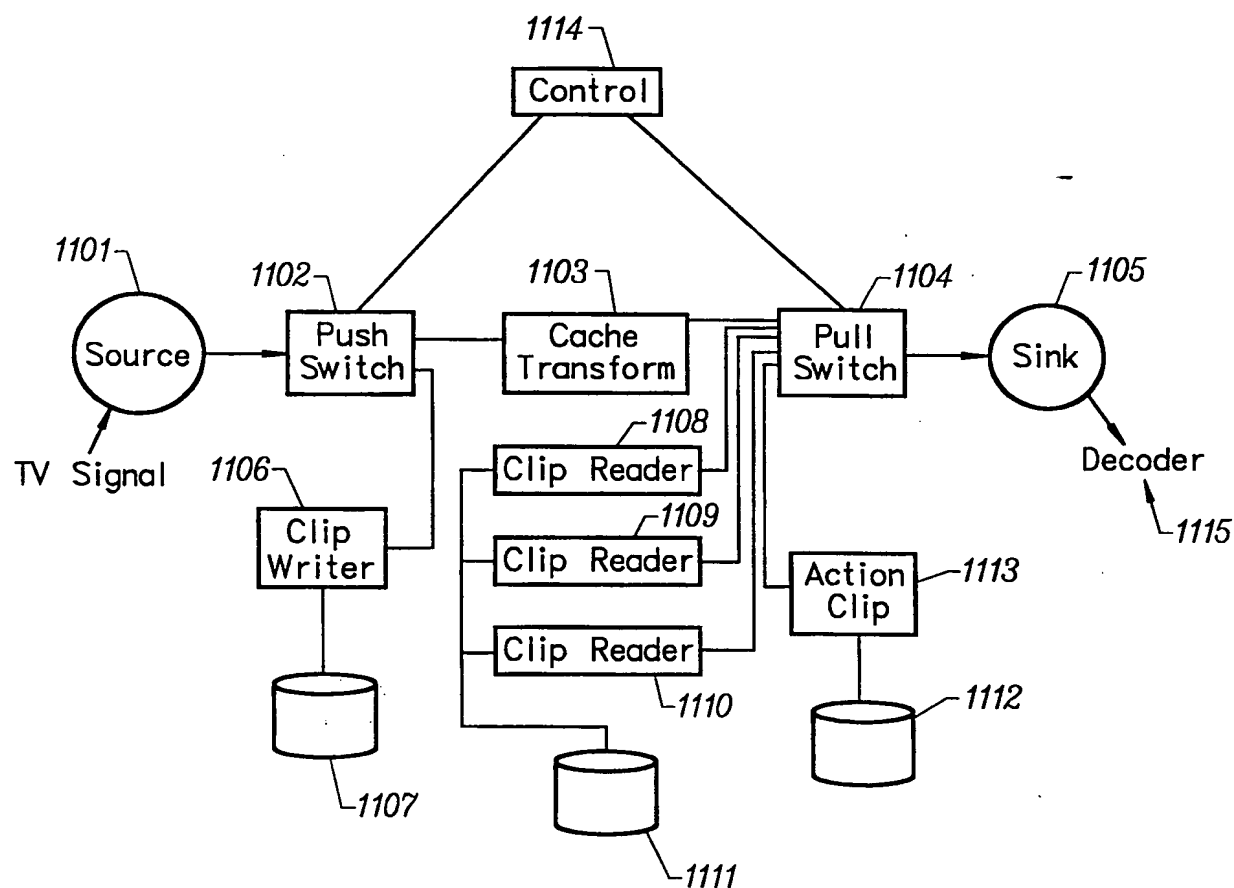 1114
Control
1101
1102
1103
1104
1105
Source
Push
Switch
Cache
Transform
Pull
Switch
Sink
TV Signal
Decoder
1115
1106
Clip
Writer
1107
1108
Clip Reader
1109
Clip Reader
Clip Reader
1110
1111
Action
Clip
1113
1112